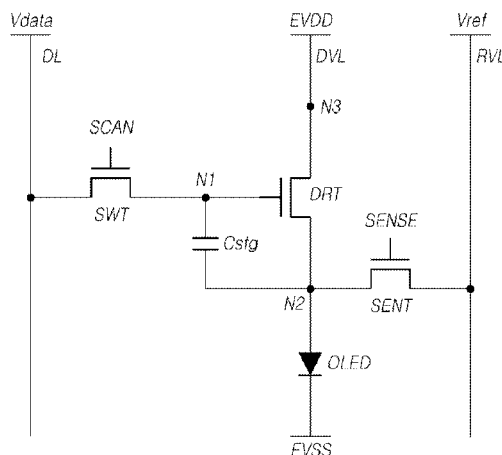 Vdata
EVDD
Vref
DL
DVL
RVL
N3
SCAN
N1
DRT
SWT
SENSE
Cstg
N2
SENT
OLED
EVSS